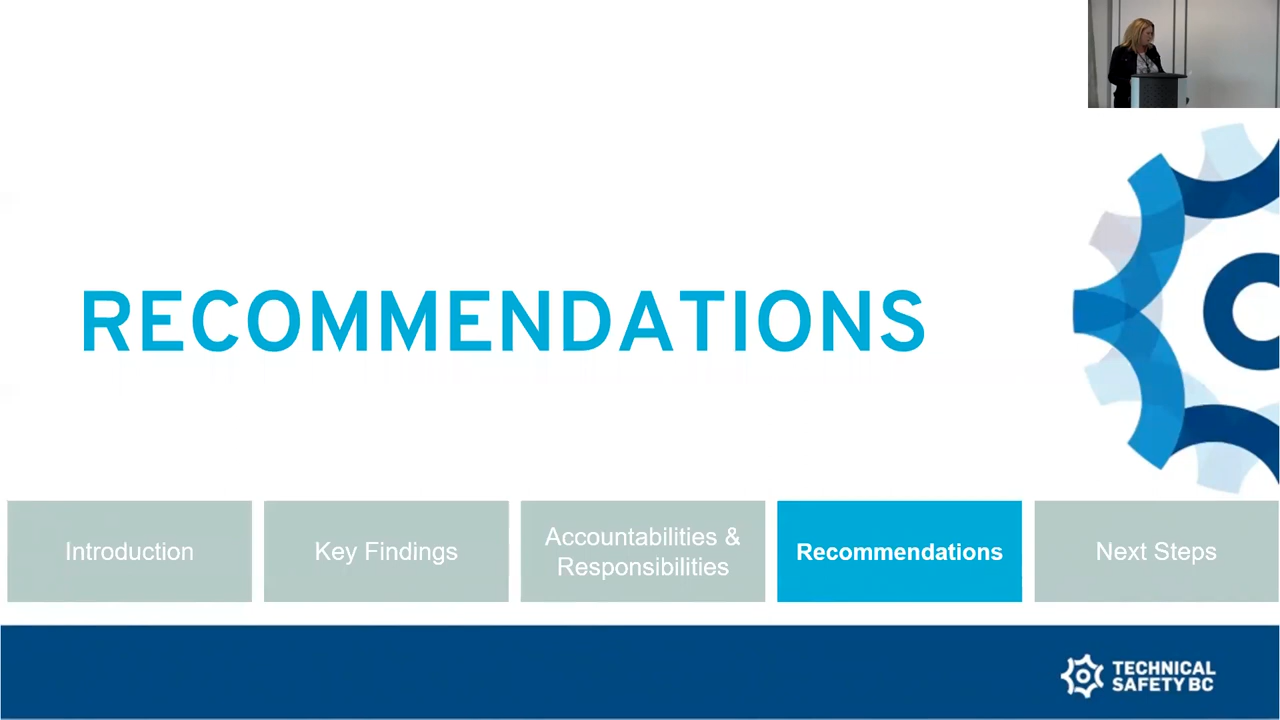 RECOMMENDATIONS
Introduction
Key Findings
Accountabilities &
Responsibilities
Recommendations
Next Steps
TECHNICAL
SAFETY BC